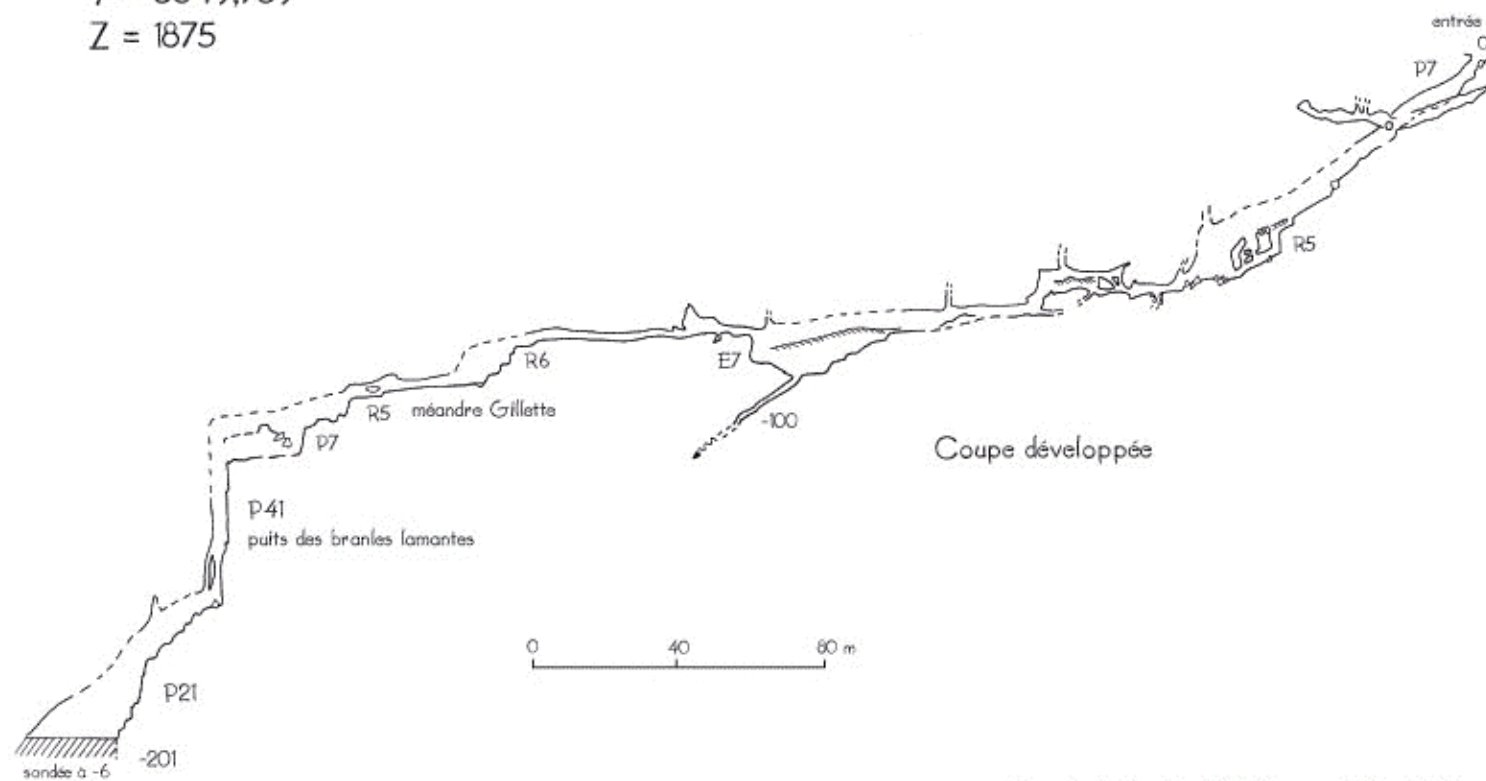 Z = 1875
entrée
P7
R5
R6
E7
R5
méandre Gillette
P7
-100
Coupe développée
P41
puits des branles lamantes
0 40 80 m
P21
-201
sondée à -6